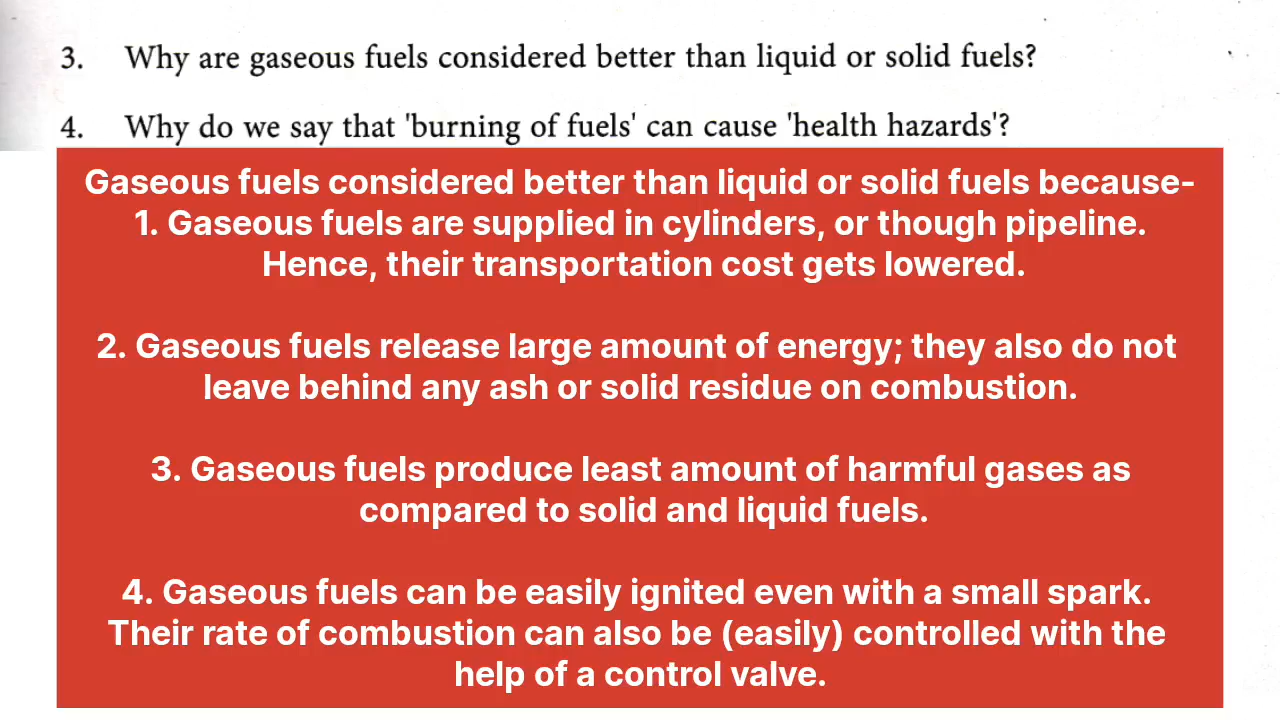 3. Why are gaseous fuels considered better than liquid or solid fuels?
4. Why do we say that 'burning of fuels' can cause 'health hazards'?
Gaseous fuels considered better than liquid or solid fuels because-
1. Gaseous fuels are supplied in cylinders, or though pipeline.
Hence, their transportation cost gets lowered.
2. Gaseous fuels release large amount of energy; they also do not
leave behind any ash or solid residue on combustion.
3. Gaseous fuels produce least amount of harmful gases as
compared to solid and liquid fuels.
4. Gaseous fuels can be easily ignited even with a small spark.
Their rate of combustion can also be (easily) controlled with the
help of a control valve.